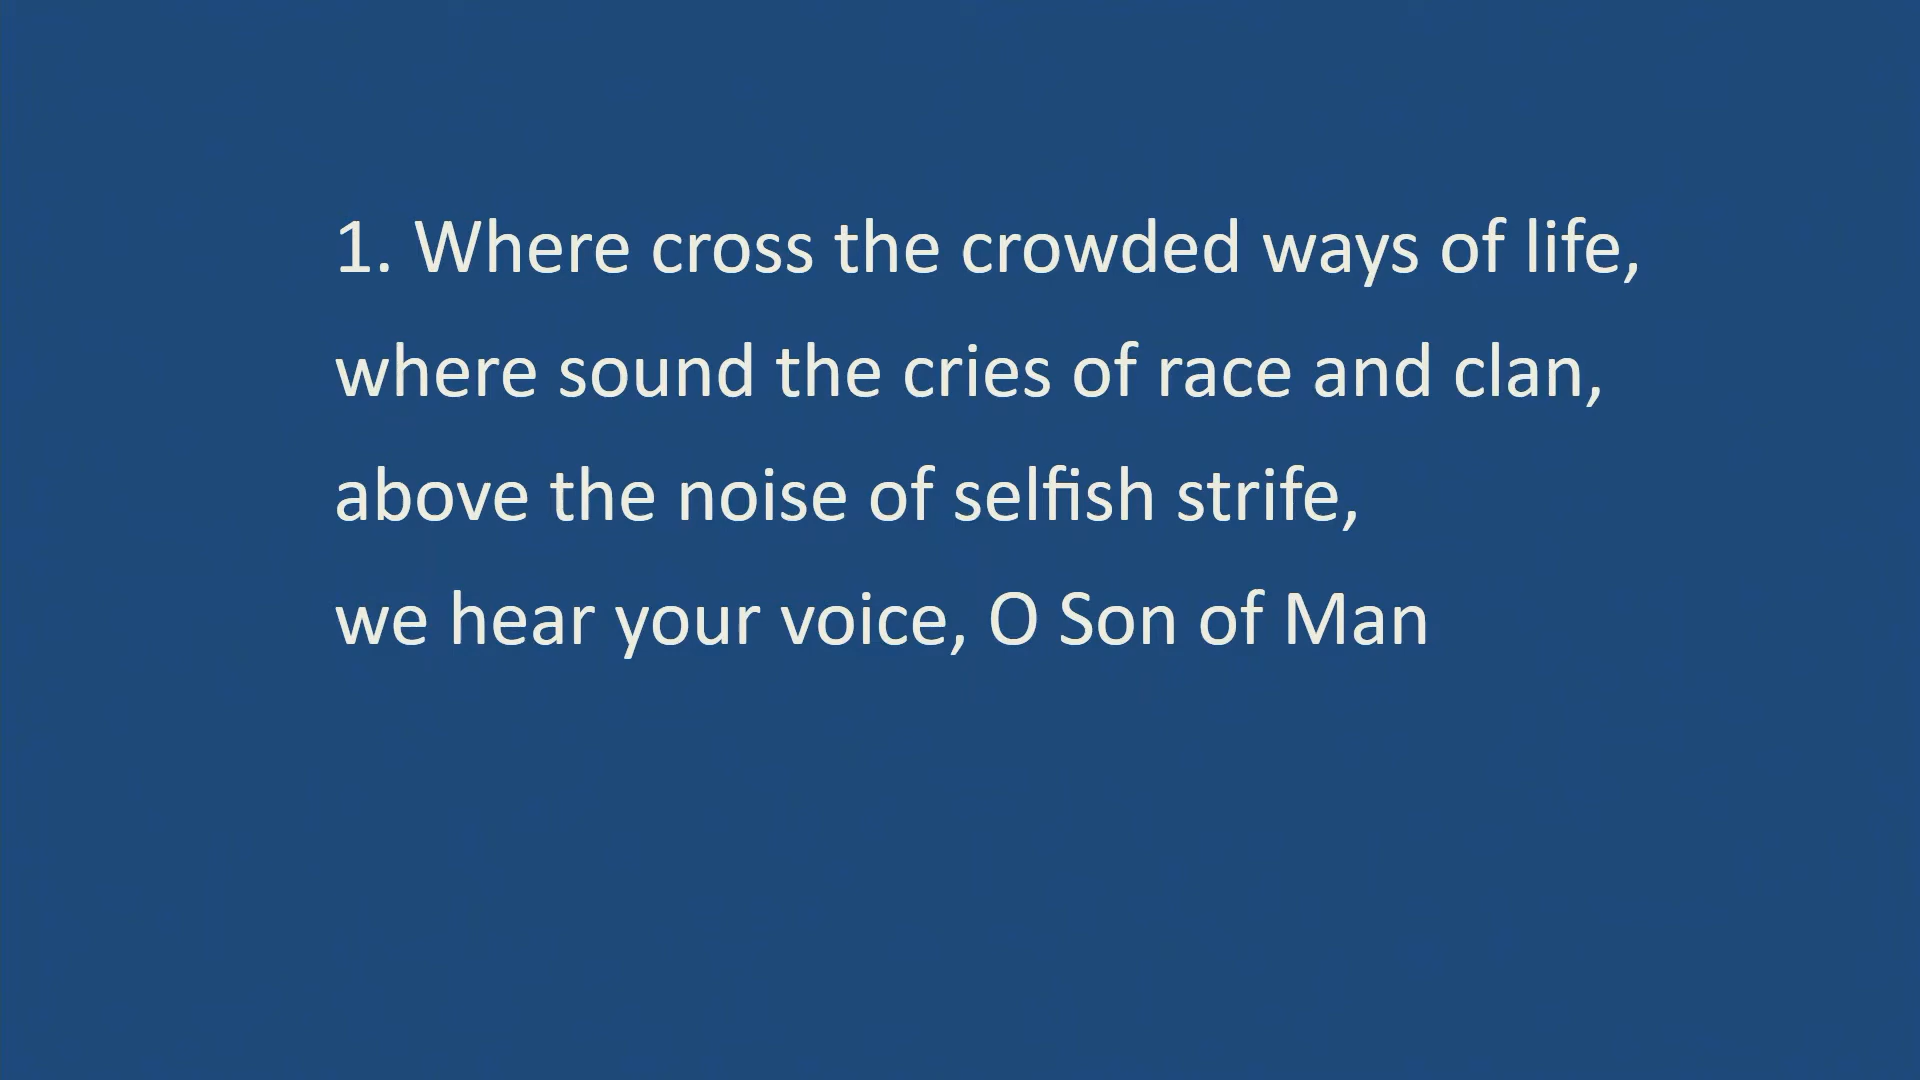 1. Where cross the crowded ways of life,
where sound the cries of race and clan,
above the noise of selfish strife,
we hear your voice, O Son of Man